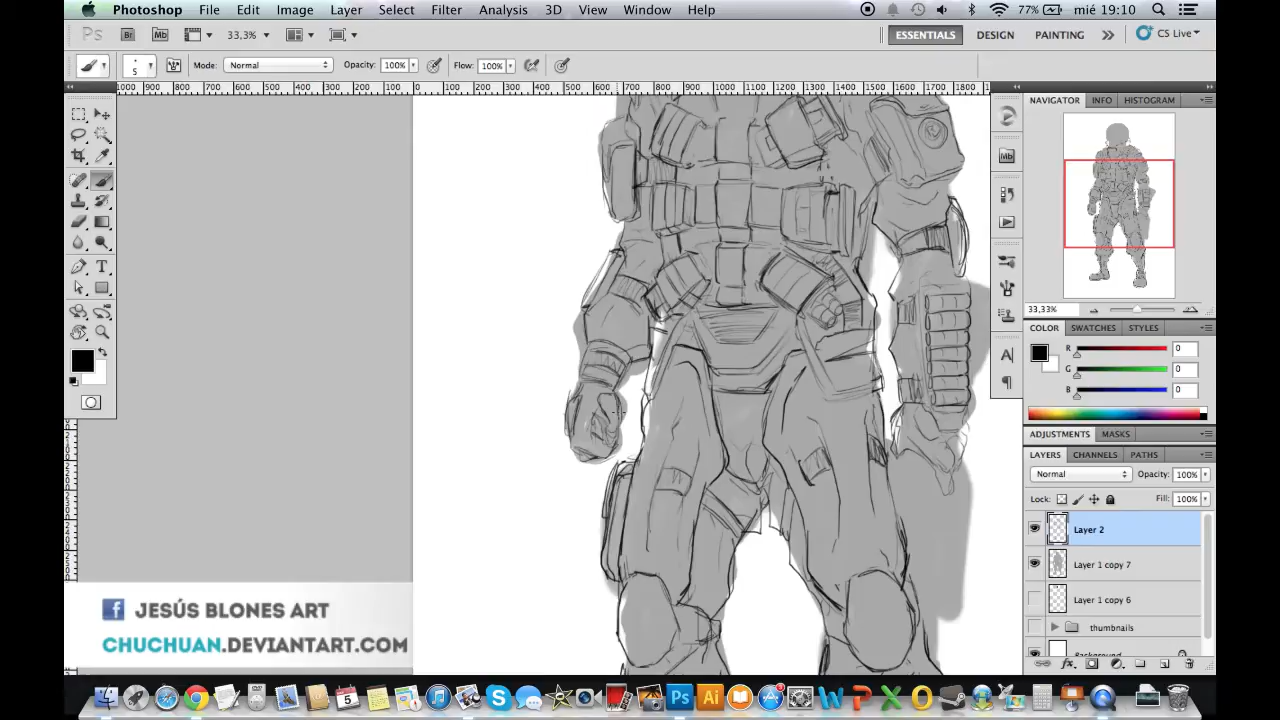 Photoshop File Edit Image Layer Select Filter Analysis 3D View Window Help 77% mié 19:10
Ps Br Mb 33,3% ESSENTIALS DESIGN PAINTING CS Live
5 Mode: Normal Opacity: 100% Flow: 100%
1000 900 800 700 600 500 400 300 200 100 0 100 200 300 400 500 600 700 800 900 1000 1100 1200 1300 1400 1500 1600 1700 1800
NAVIGATOR INFO HISTOGRAM
33,33%
COLOR SWATCHES STYLES
R 0
G 0
B 0
ADJUSTMENTS MASKS
LAYERS CHANNELS PATHS
Normal Opacity: 100%
Lock: Fill: 100%
Layer 2
Layer 1 copy 7
Layer 1 copy 6
thumbnails
Background
JESÚS BLONES ART
CHUCHUAN.DEVIANTART.COM